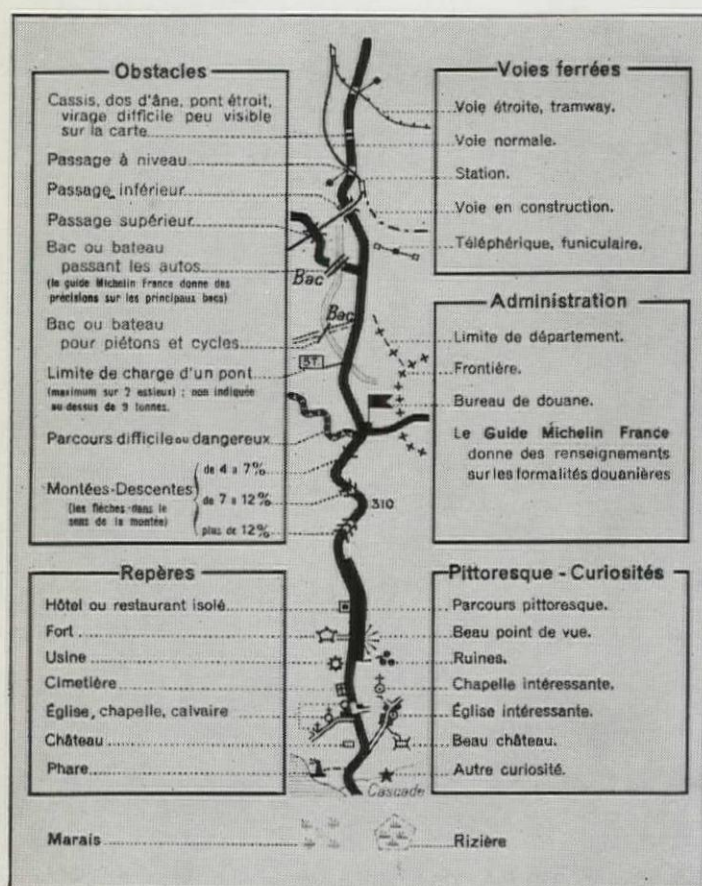 Obstacles
Cassis, dos d'âne, pont étroit,
virage difficile peu visible
sur la carte
Passage à niveau
Passage inférieur
Passage supérieur
Bac ou bateau
passant les autos
(le guide Michelin France donne des
précisions sur les principaux bacs)
Bac ou bateau
pour piétons et cycles
Limite de charge d'un pont
(maximum sur 2 essieux) ; non indiquée
au-dessus de 9 tonnes.
Parcours difficile ou dangereux
Montées-Descentes
(les flèches dans le
sens de la montée)
de 4 à 7%
de 7 à 12%
plus de 12%
Repères
Hôtel ou restaurant isolé
Fort
Usine
Cimetière
Église, chapelle, calvaire
Château
Phare
Marais
Bac
Bac
5T.
310
Cascade
Voies ferrées
Voie étroite, tramway.
Voie normale.
Station.
Voie en construction.
Téléphérique, funiculaire.
Administration
Limite de département.
Frontière.
Bureau de douane.
Le Guide Michelin France
donne des renseignements
sur les formalités douanières
Pittoresque - Curiosités
Parcours pittoresque.
Beau point de vue.
Ruines.
Chapelle intéressante.
Église intéressante.
Beau château.
Autre curiosité.
Rizière